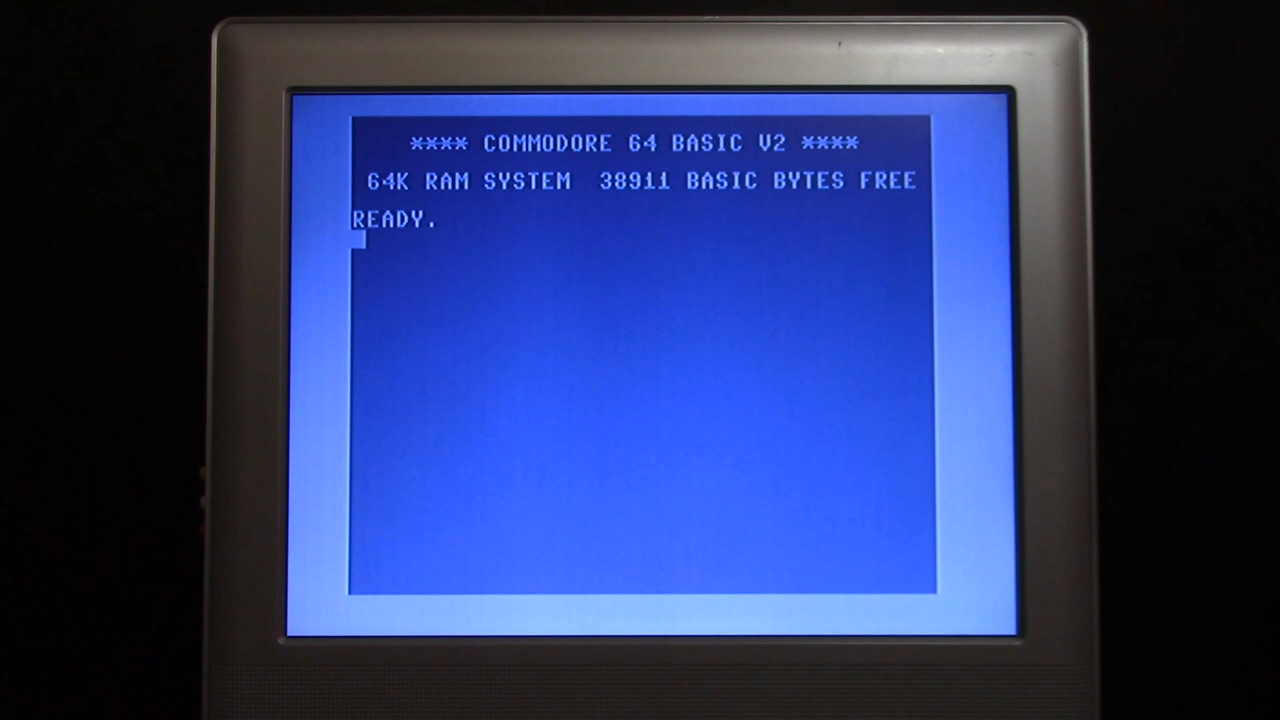 **** COMMODORE 64 BASIC V2 ****
64K RAM SYSTEM  38911 BASIC BYTES FREE
READY.